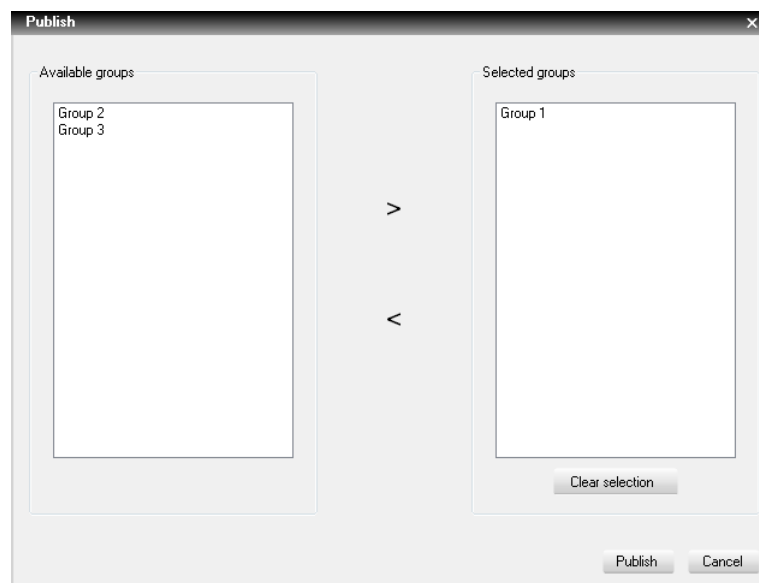 Publish
Available groups
Group 2
Group 3
>
<
Selected groups
Group 1
Clear selection
Publish
Cancel